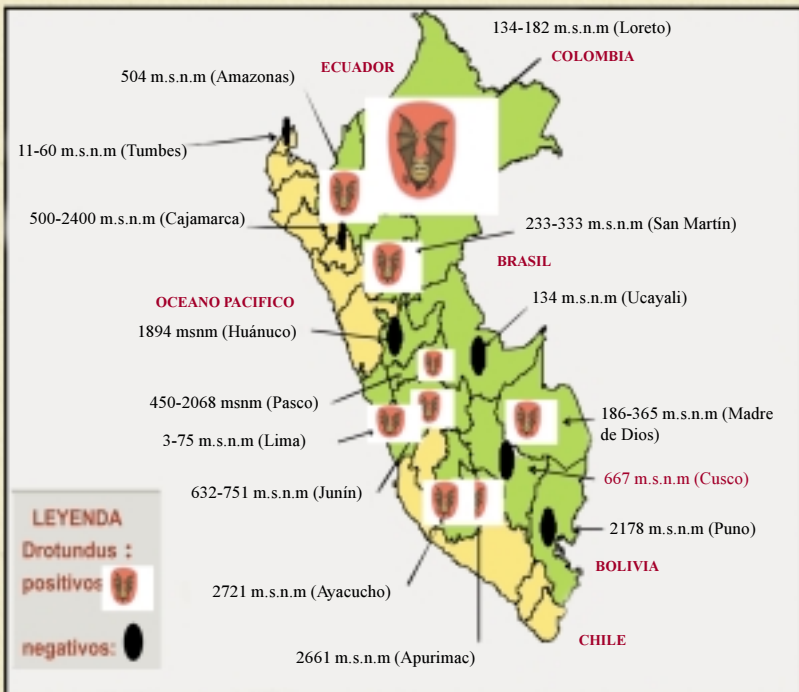 134-182 m.s.n.m (Loreto)
COLOMBIA
ECUADOR
504 m.s.n.m (Amazonas)
11-60 m.s.n.m (Tumbes)
500-2400 m.s.n.m (Cajamarca)
233-333 m.s.n.m (San Martín)
BRASIL
OCEANO PACIFICO
134 m.s.n.m (Ucayali)
1894 msnm (Huánuco)
450-2068 msnm (Pasco)
186-365 m.s.n.m (Madre
de Dios)
3-75 m.s.n.m (Lima)
667 m.s.n.m (Cusco)
632-751 m.s.n.m (Junín)
2178 m.s.n.m (Puno)
BOLIVIA
2721 m.s.n.m (Ayacucho)
CHILE
2661 m.s.n.m (Apurimac)
LEYENDA
Drotundus :
positivos
negativos: